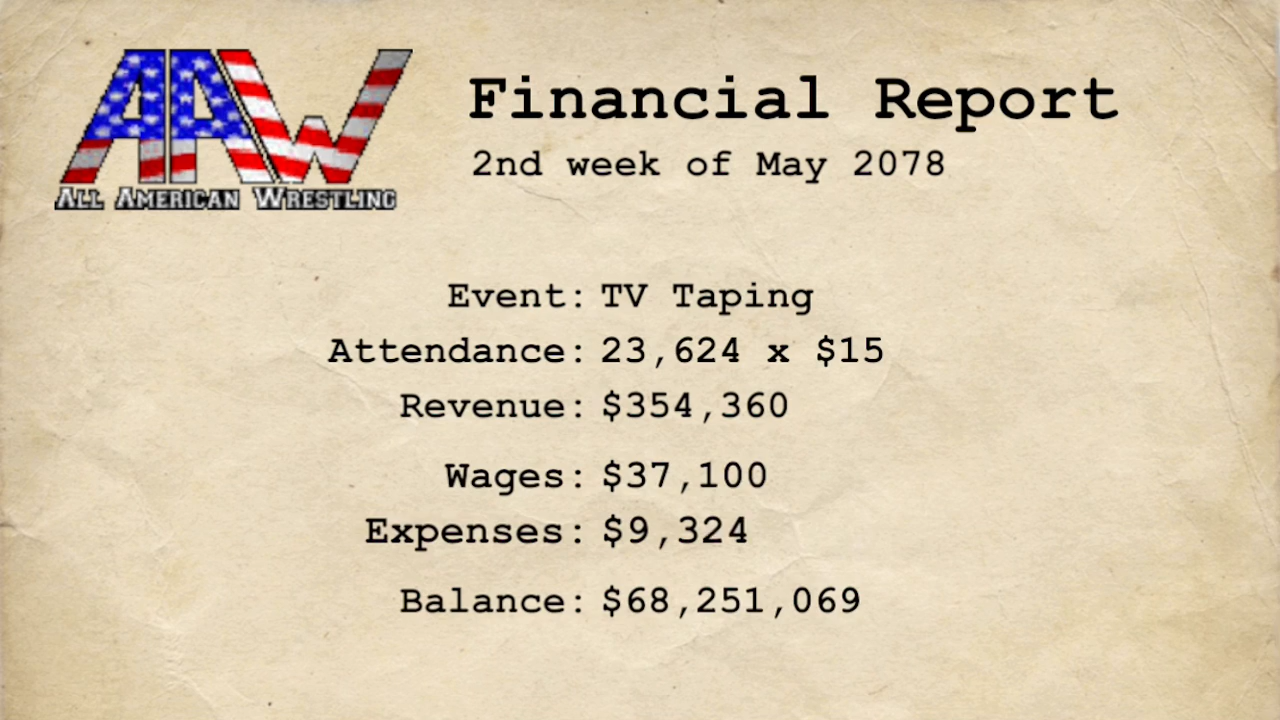 AAW
All American Wrestling
Financial Report
2nd week of May 2078
Event: TV Taping
Attendance: 23,624 x $15
Revenue: $354,360
Wages: $37,100
Expenses: $9,324
Balance: $68,251,069